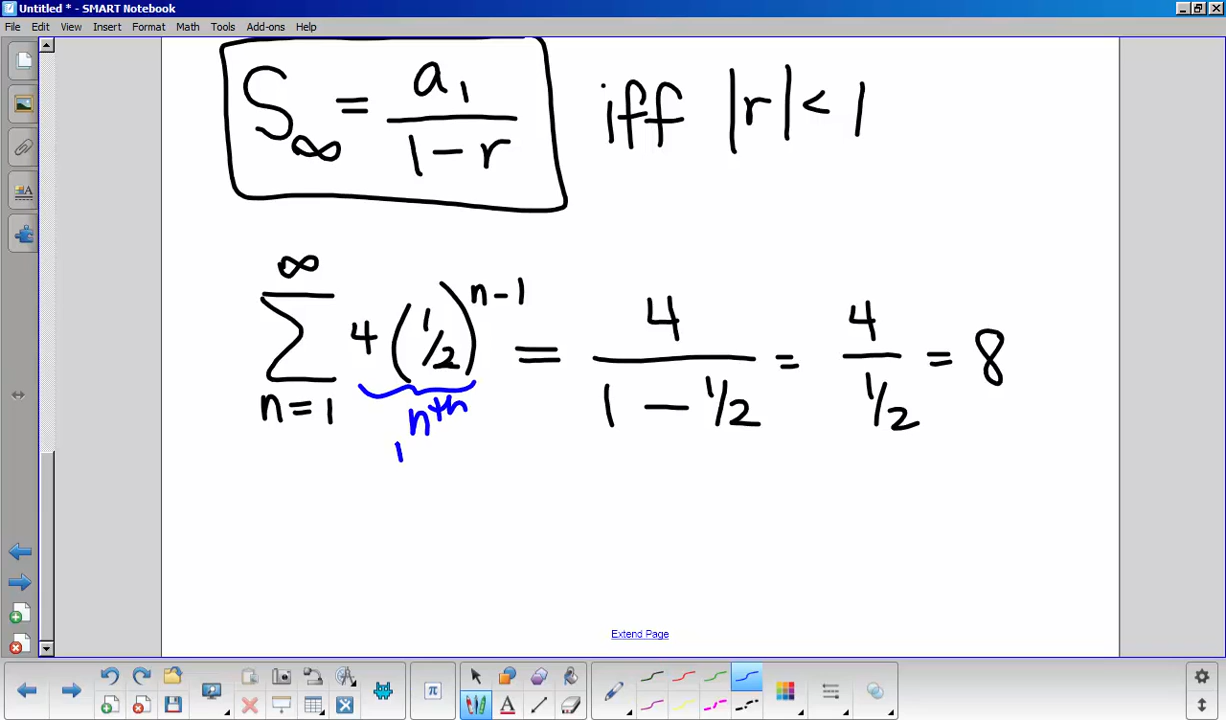 Untitled * - SMART Notebook
File Edit View Insert Format Math Tools Add-ons Help
S∞ = a1 / (1 - r) iff |r| < 1
∞
∑ 4(1/2)^(n-1) = 4 / (1 - 1/2) = 4 / (1/2) = 8
n = 1
nth
1
Extend Page
π
A